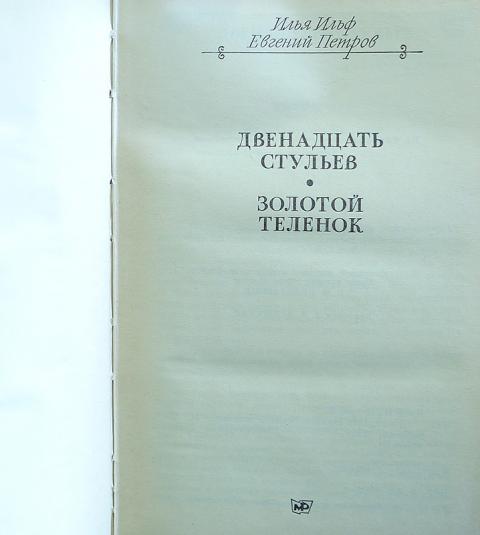 Илья Ильф
Евгений Петров
ДВЕНАДЦАТЬ
СТУЛЬЕВ
ЗОЛОТОЙ
ТЕЛЕНОК